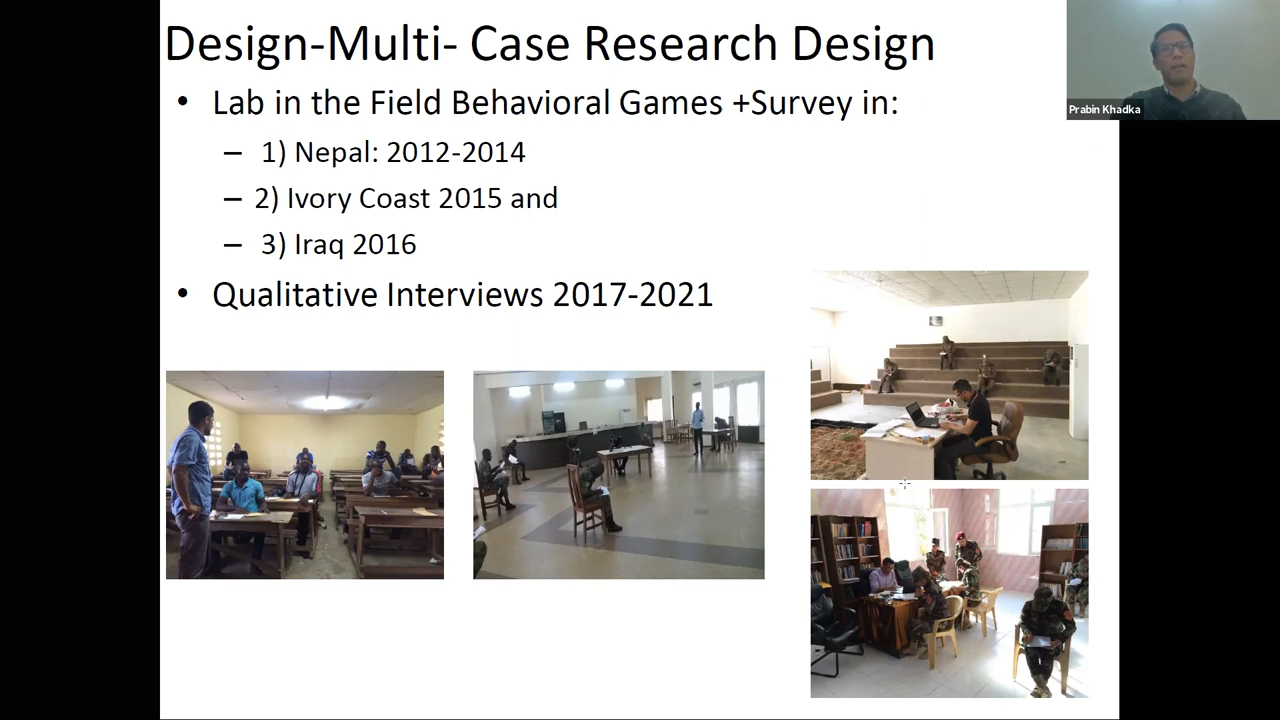 Design-Multi- Case Research Design
• Lab in the Field Behavioral Games +Survey in:
– 1) Nepal: 2012-2014
– 2) Ivory Coast 2015 and
– 3) Iraq 2016
• Qualitative Interviews 2017-2021
Prabin Khadka